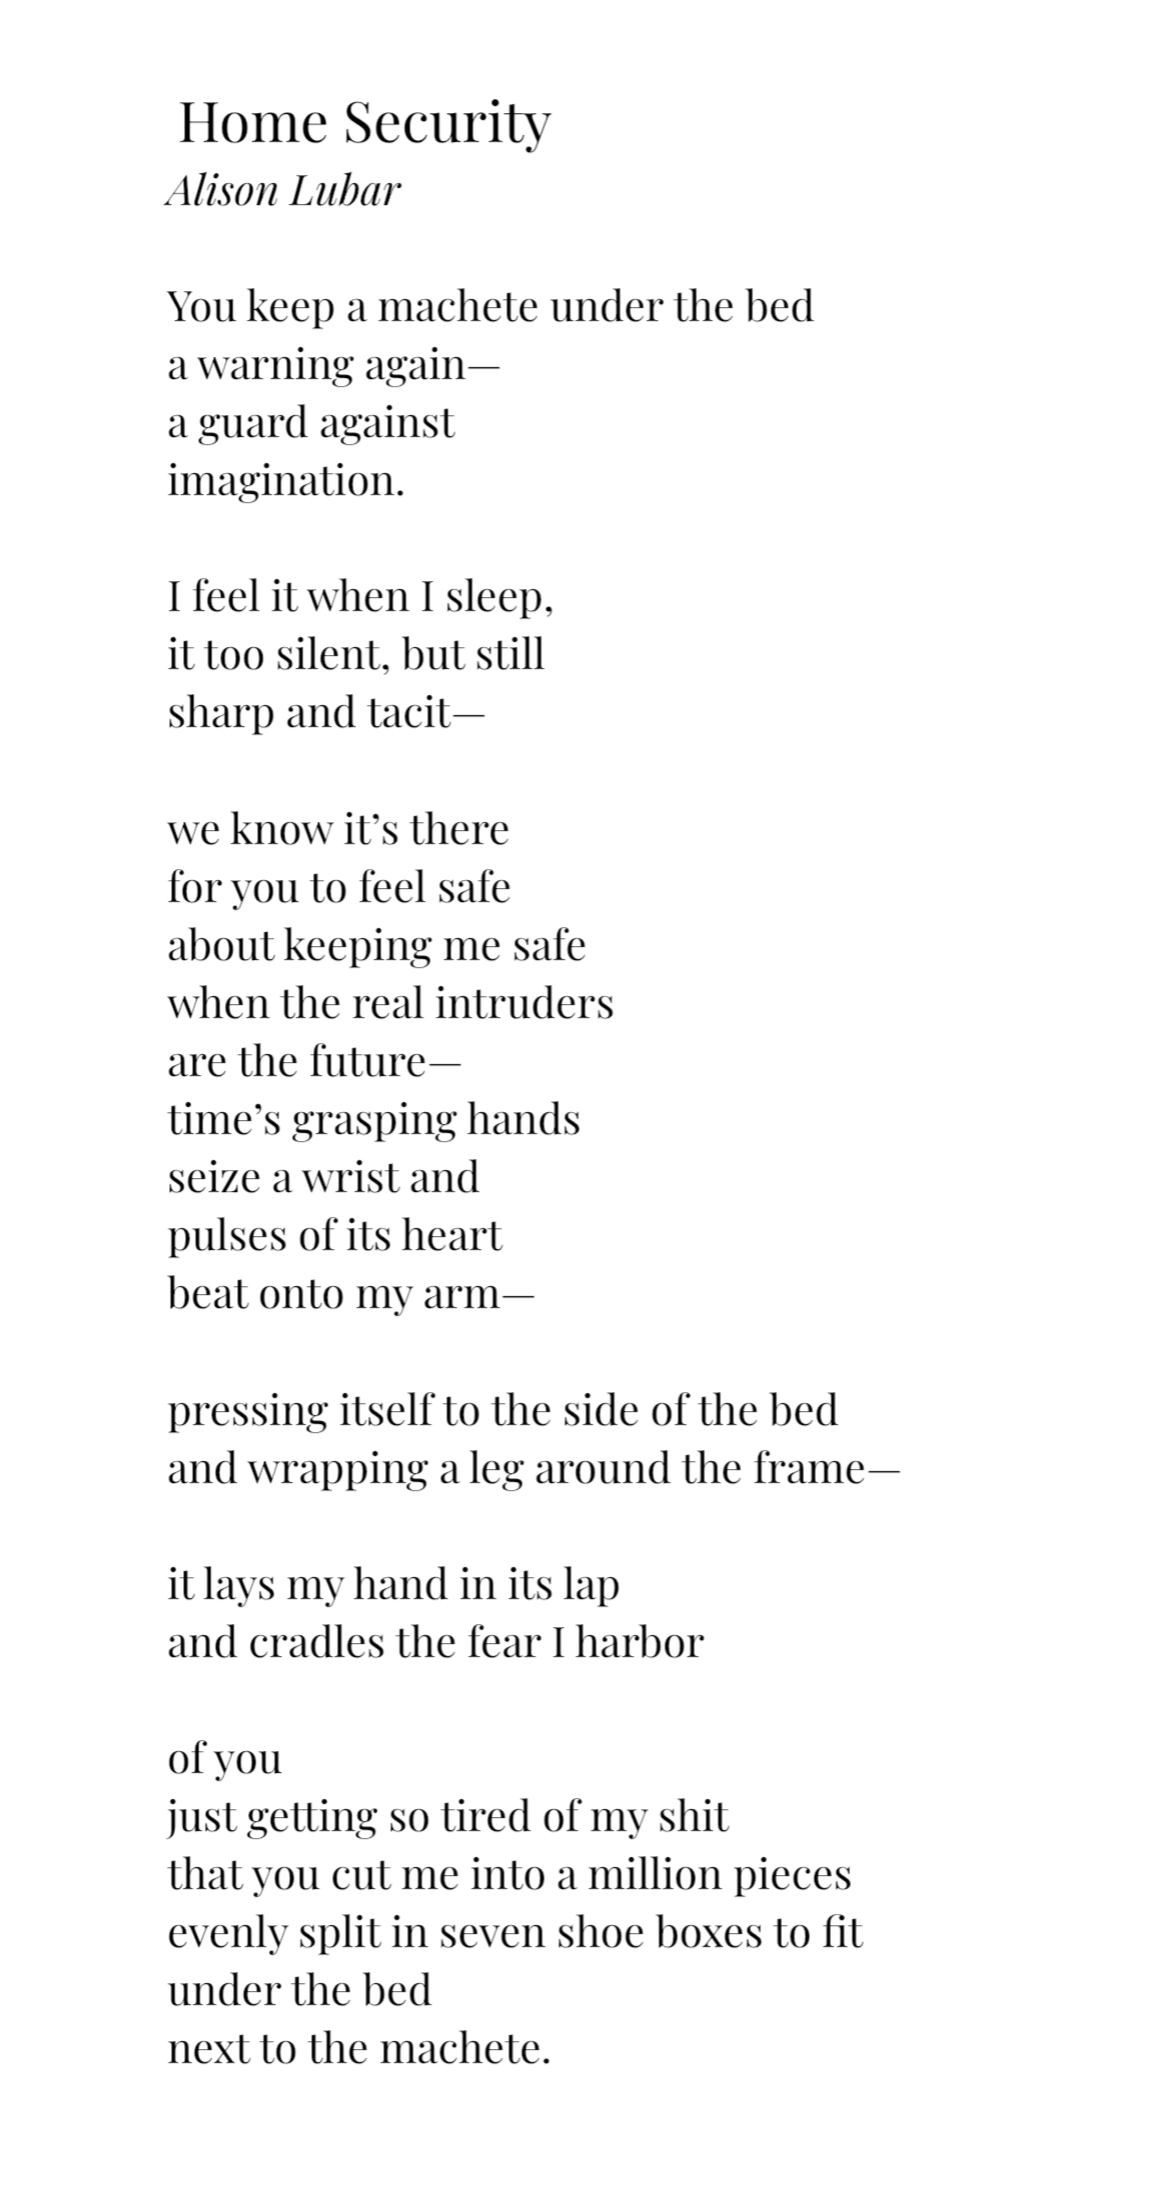 Home Security
Alison Lubar
You keep a machete under the bed
a warning again—
a guard against
imagination.
I feel it when I sleep,
it too silent, but still
sharp and tacit—
we know it’s there
for you to feel safe
about keeping me safe
when the real intruders
are the future—
time’s grasping hands
seize a wrist and
pulses of its heart
beat onto my arm—
pressing itself to the side of the bed
and wrapping a leg around the frame—
it lays my hand in its lap
and cradles the fear I harbor
of you
just getting so tired of my shit
that you cut me into a million pieces
evenly split in seven shoe boxes to fit
under the bed
next to the machete.